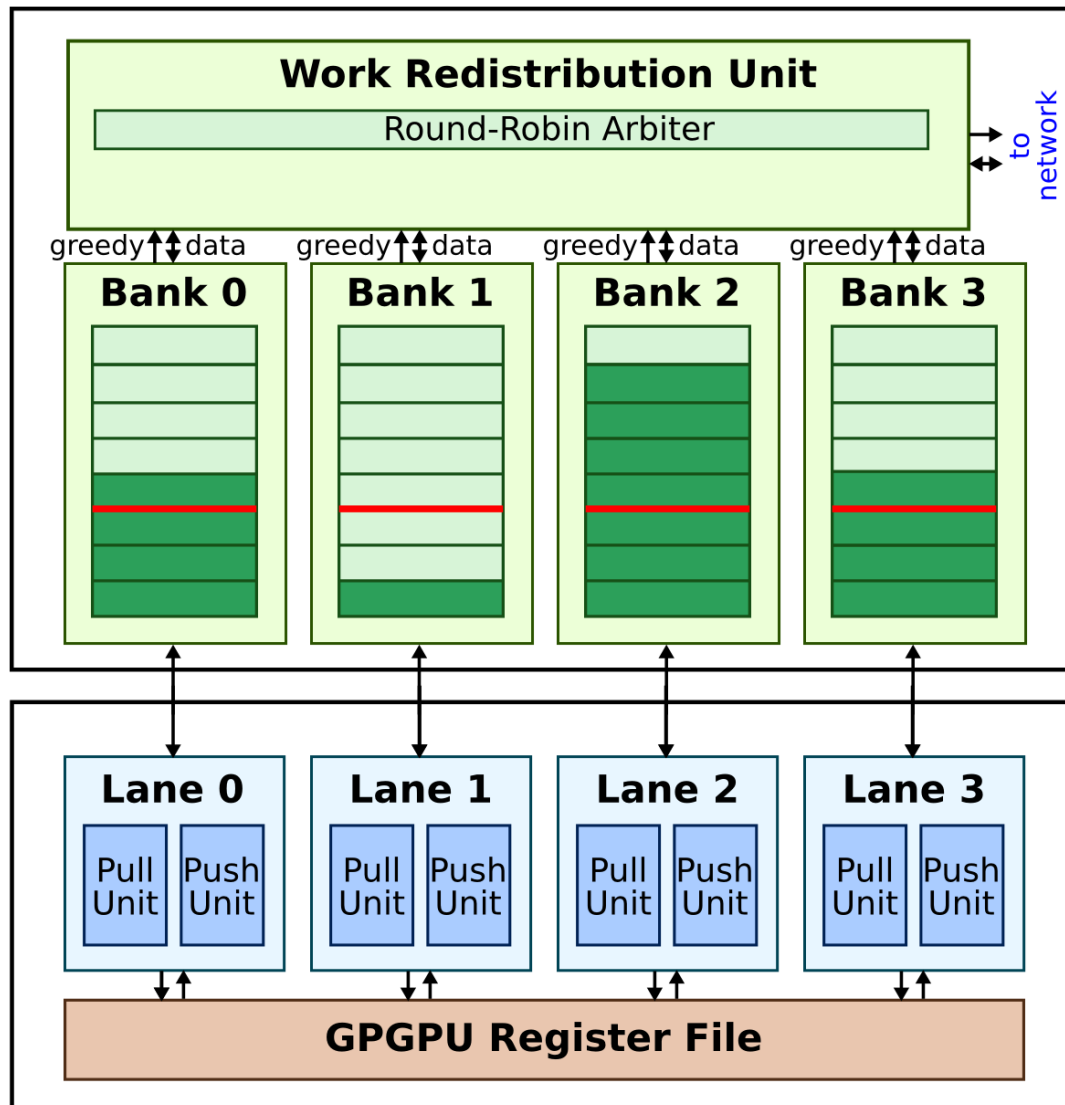 Work Redistribution Unit
Round-Robin Arbiter
to
network
greedy data greedy data greedy data greedy data
Bank 0 Bank 1 Bank 2 Bank 3
Lane 0 Lane 1 Lane 2 Lane 3
Pull Push Pull Push Pull Push Pull Push
Unit Unit Unit Unit Unit Unit Unit Unit
GPGPU Register File